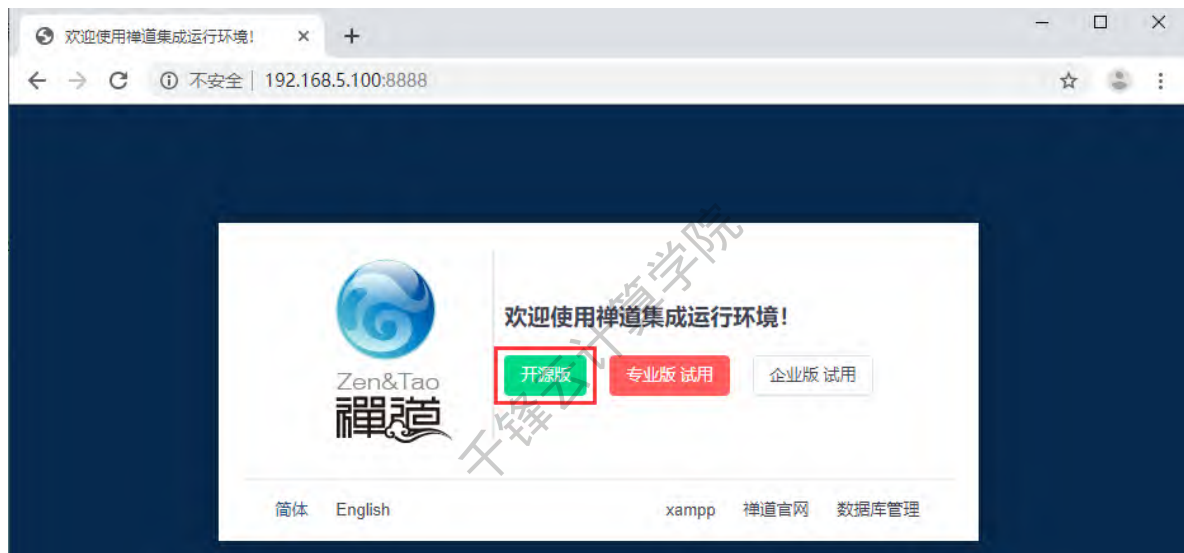 欢迎使用禅道集成运行环境!
不安全 | 192.168.5.100:8888
欢迎使用禅道集成运行环境!
开源版 专业版 试用 企业版 试用
Zen&Tao
禪道
千锋云计算学院
简体 English xampp 禅道官网 数据库管理